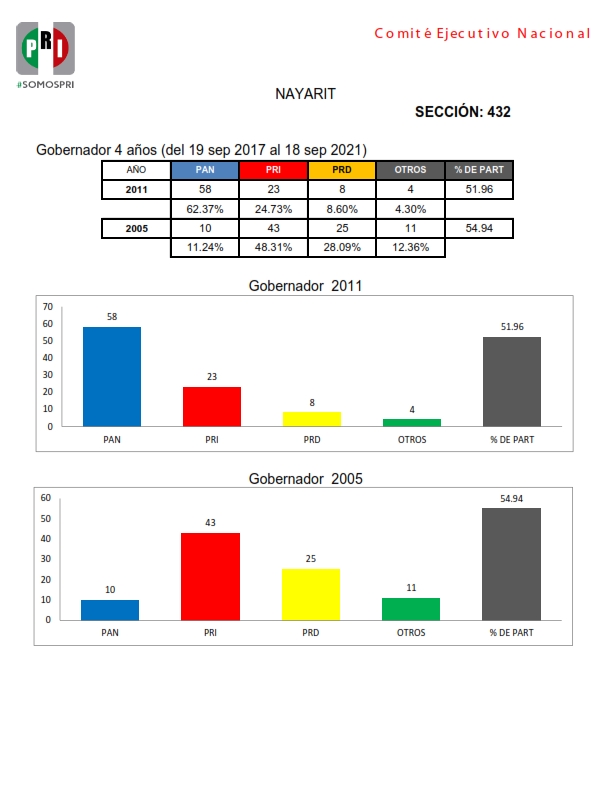 Comité Ejecutivo Nacional
PRI
#SOMOSPRI
NAYARIT
SECCIÓN: 432
Gobernador 4 años (del 19 sep 2017 al 18 sep 2021)
AÑO PAN PRI PRD OTROS % DE PART
2011 58 23 8 4 51.96
62.37% 24.73% 8.60% 4.30%
2005 10 43 25 11 54.94
11.24% 48.31% 28.09% 12.36%
Gobernador 2011
70
60
50
40
30
20
10
0
58
23
8
4
51.96
PAN PRI PRD OTROS % DE PART
Gobernador 2005
60
50
40
30
20
10
0
10
43
25
11
54.94
PAN PRI PRD OTROS % DE PART